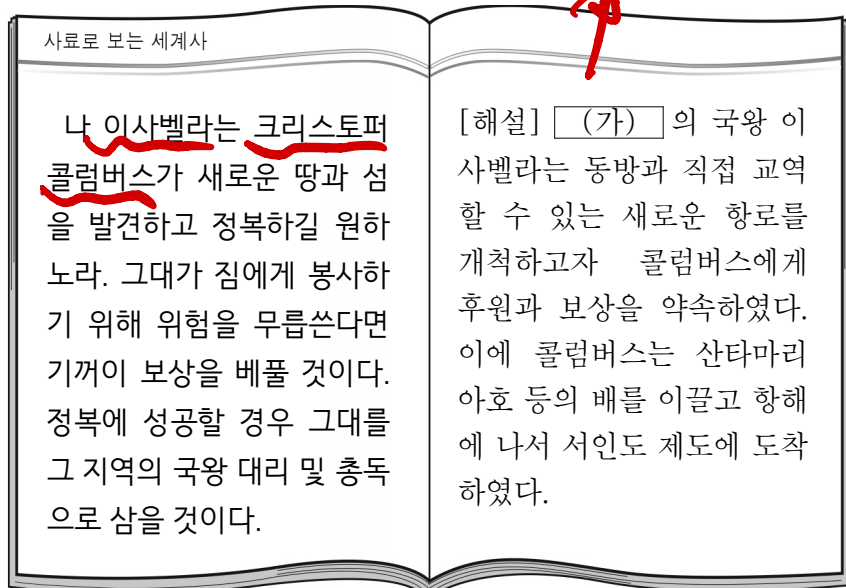 사료로 보는 세계사
나 이사벨라는 크리스토퍼
콜럼버스가 새로운 땅과 섬
을 발견하고 정복하길 원하
노라. 그대가 짐에게 봉사하
기 위해 위험을 무릅쓴다면
기꺼이 보상을 베풀 것이다.
정복에 성공할 경우 그대를
그 지역의 국왕 대리 및 총독
으로 삼을 것이다.
[해설] (가) 의 국왕 이
사벨라는 동방과 직접 교역
할 수 있는 새로운 항로를
개척하고자 콜럼버스에게
후원과 보상을 약속하였다.
이에 콜럼버스는 산타마리
아호 등의 배를 이끌고 항해
에 나서 서인도 제도에 도착
하였다.